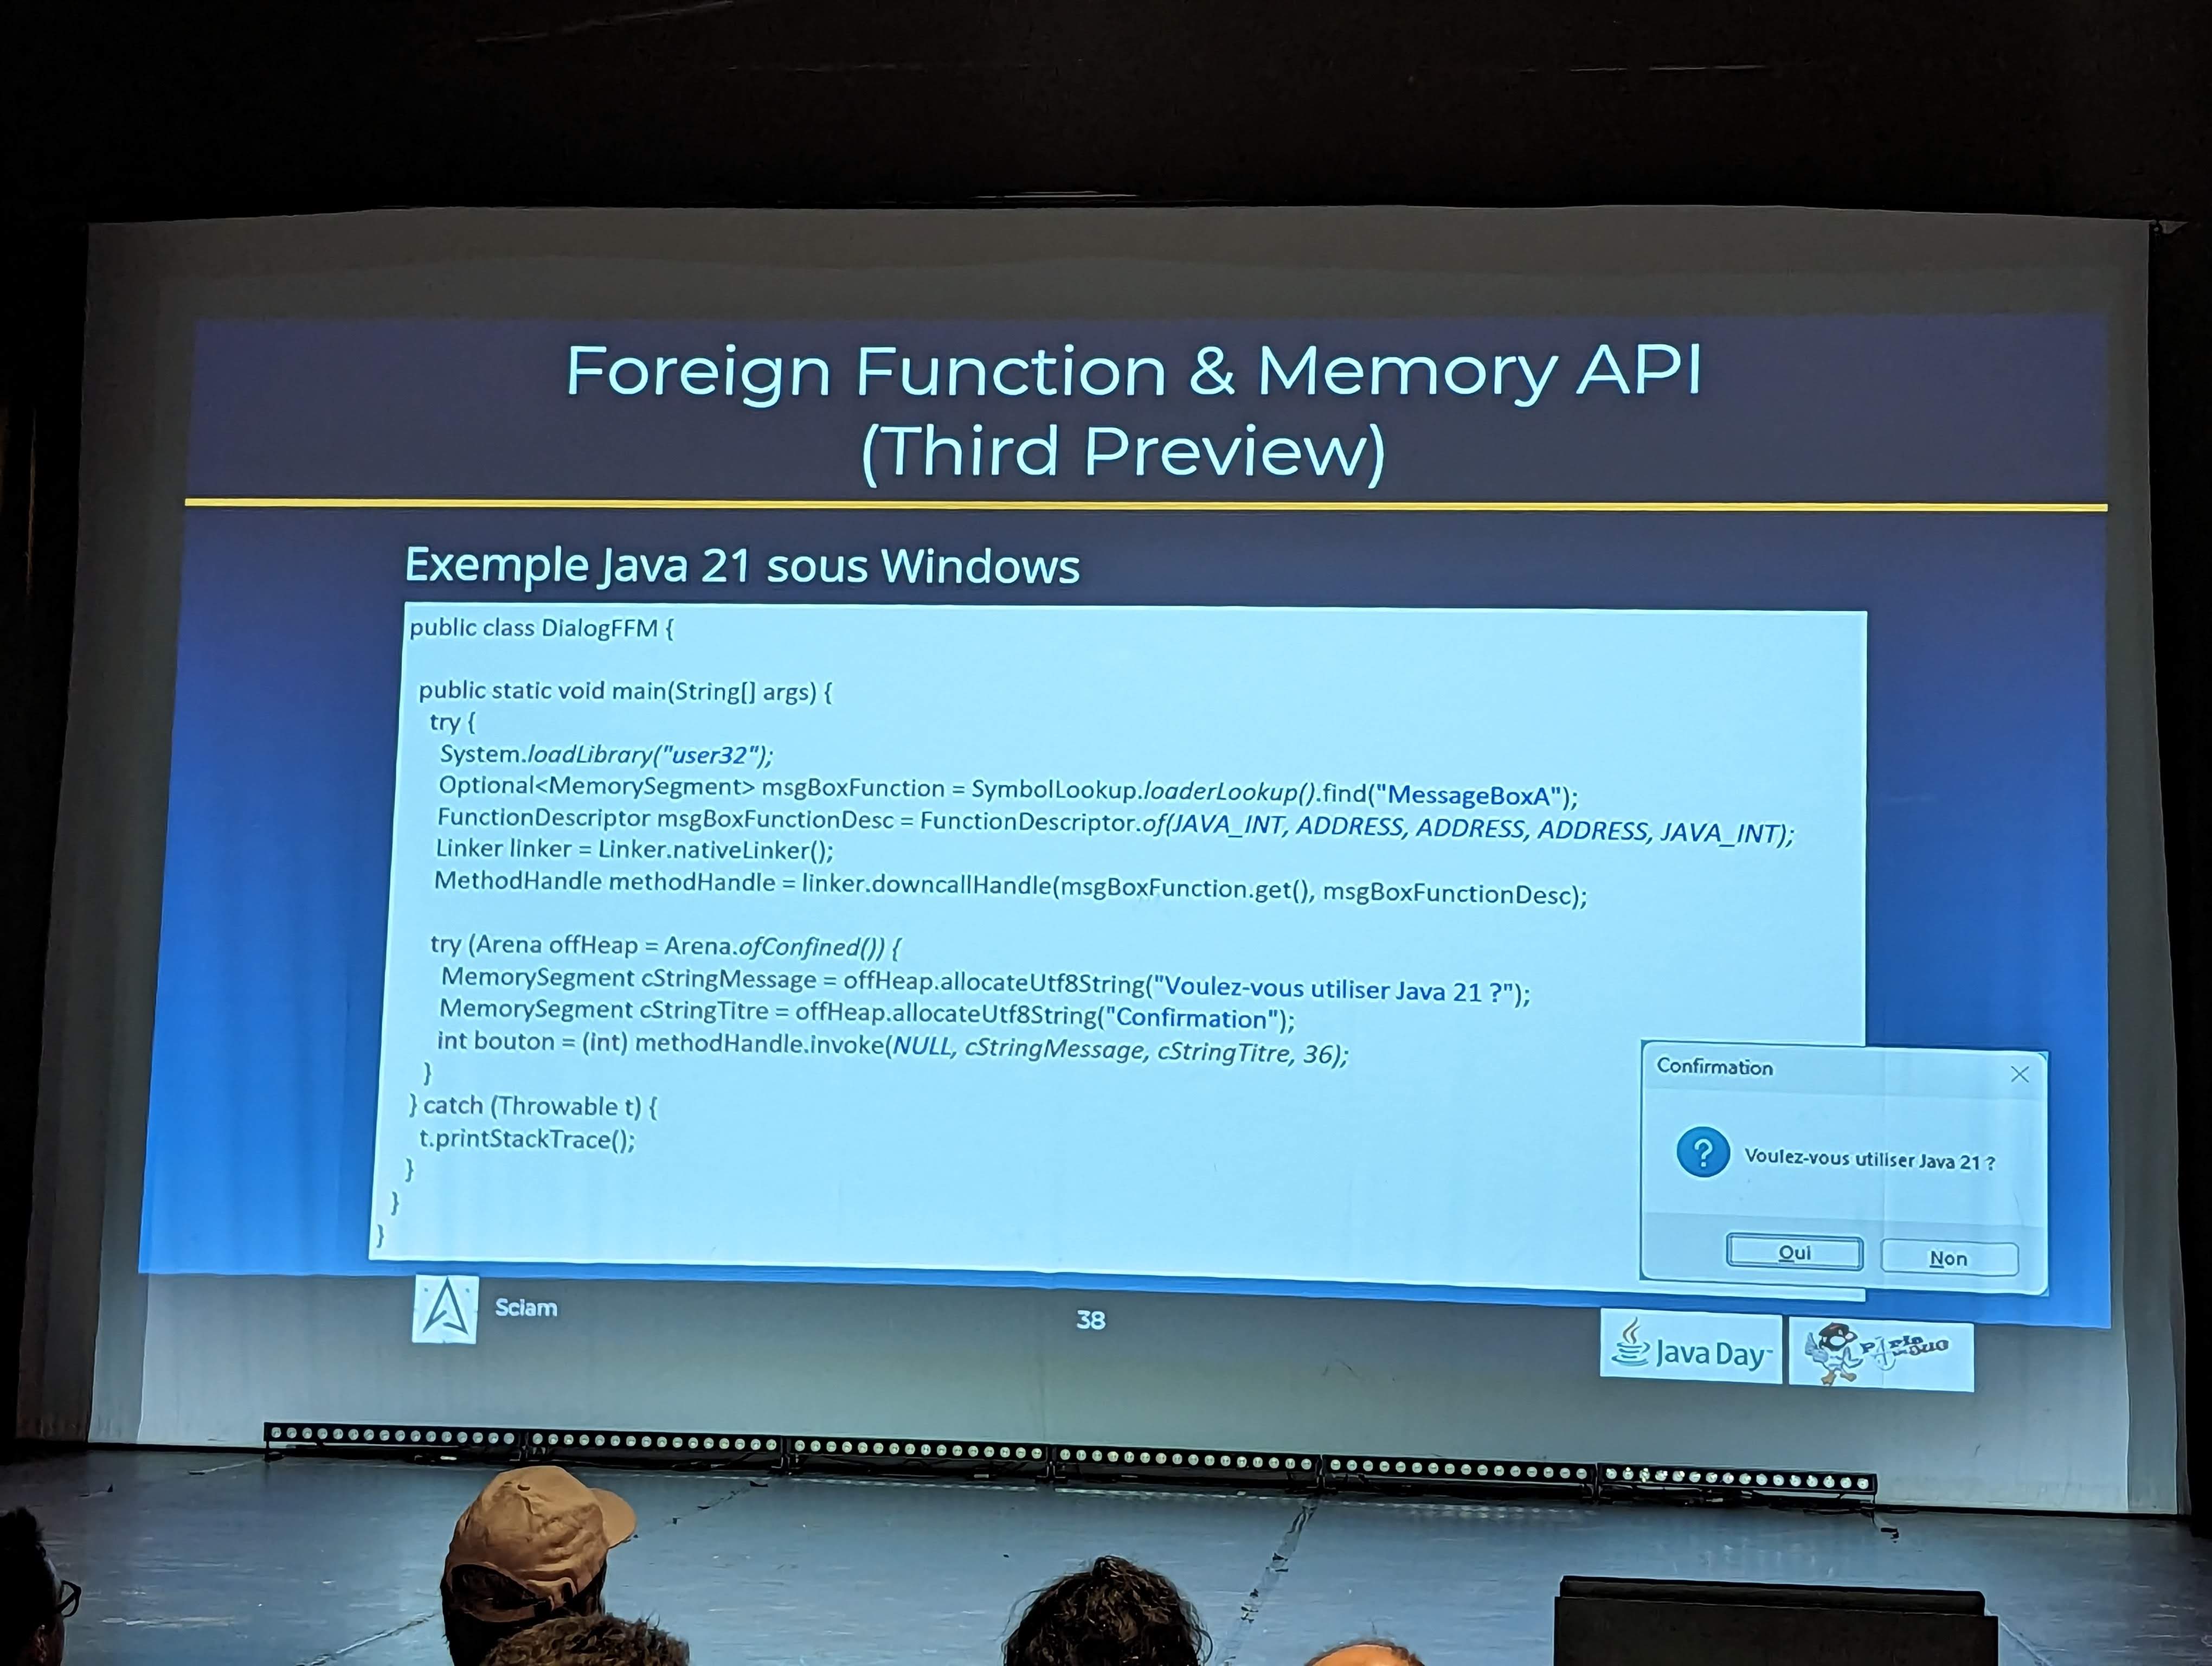 Foreign Function & Memory API
(Third Preview)
Exemple Java 21 sous Windows
public class DialogFFM {
public static void main(String[] args) {
try {
System.loadLibrary("user32");
Optional<MemorySegment> msgBoxFunction = SymbolLookup.loaderLookup().find("MessageBoxA");
FunctionDescriptor msgBoxFunctionDesc = FunctionDescriptor.of(JAVA_INT, ADDRESS, ADDRESS, ADDRESS, JAVA_INT);
Linker linker = Linker.nativeLinker();
MethodHandle methodHandle = linker.downcallHandle(msgBoxFunction.get(), msgBoxFunctionDesc);
try (Arena offHeap = Arena.ofConfined()) {
MemorySegment cStringMessage = offHeap.allocateUtf8String("Voulez-vous utiliser Java 21 ?");
MemorySegment cStringTitre = offHeap.allocateUtf8String("Confirmation");
int bouton = (int) methodHandle.invoke(NULL, cStringMessage, cStringTitre, 36);
}
} catch (Throwable t) {
t.printStackTrace();
}
}
}
Confirmation
Voulez-vous utiliser Java 21 ?
Oui Non
Sciam
38
Java Day